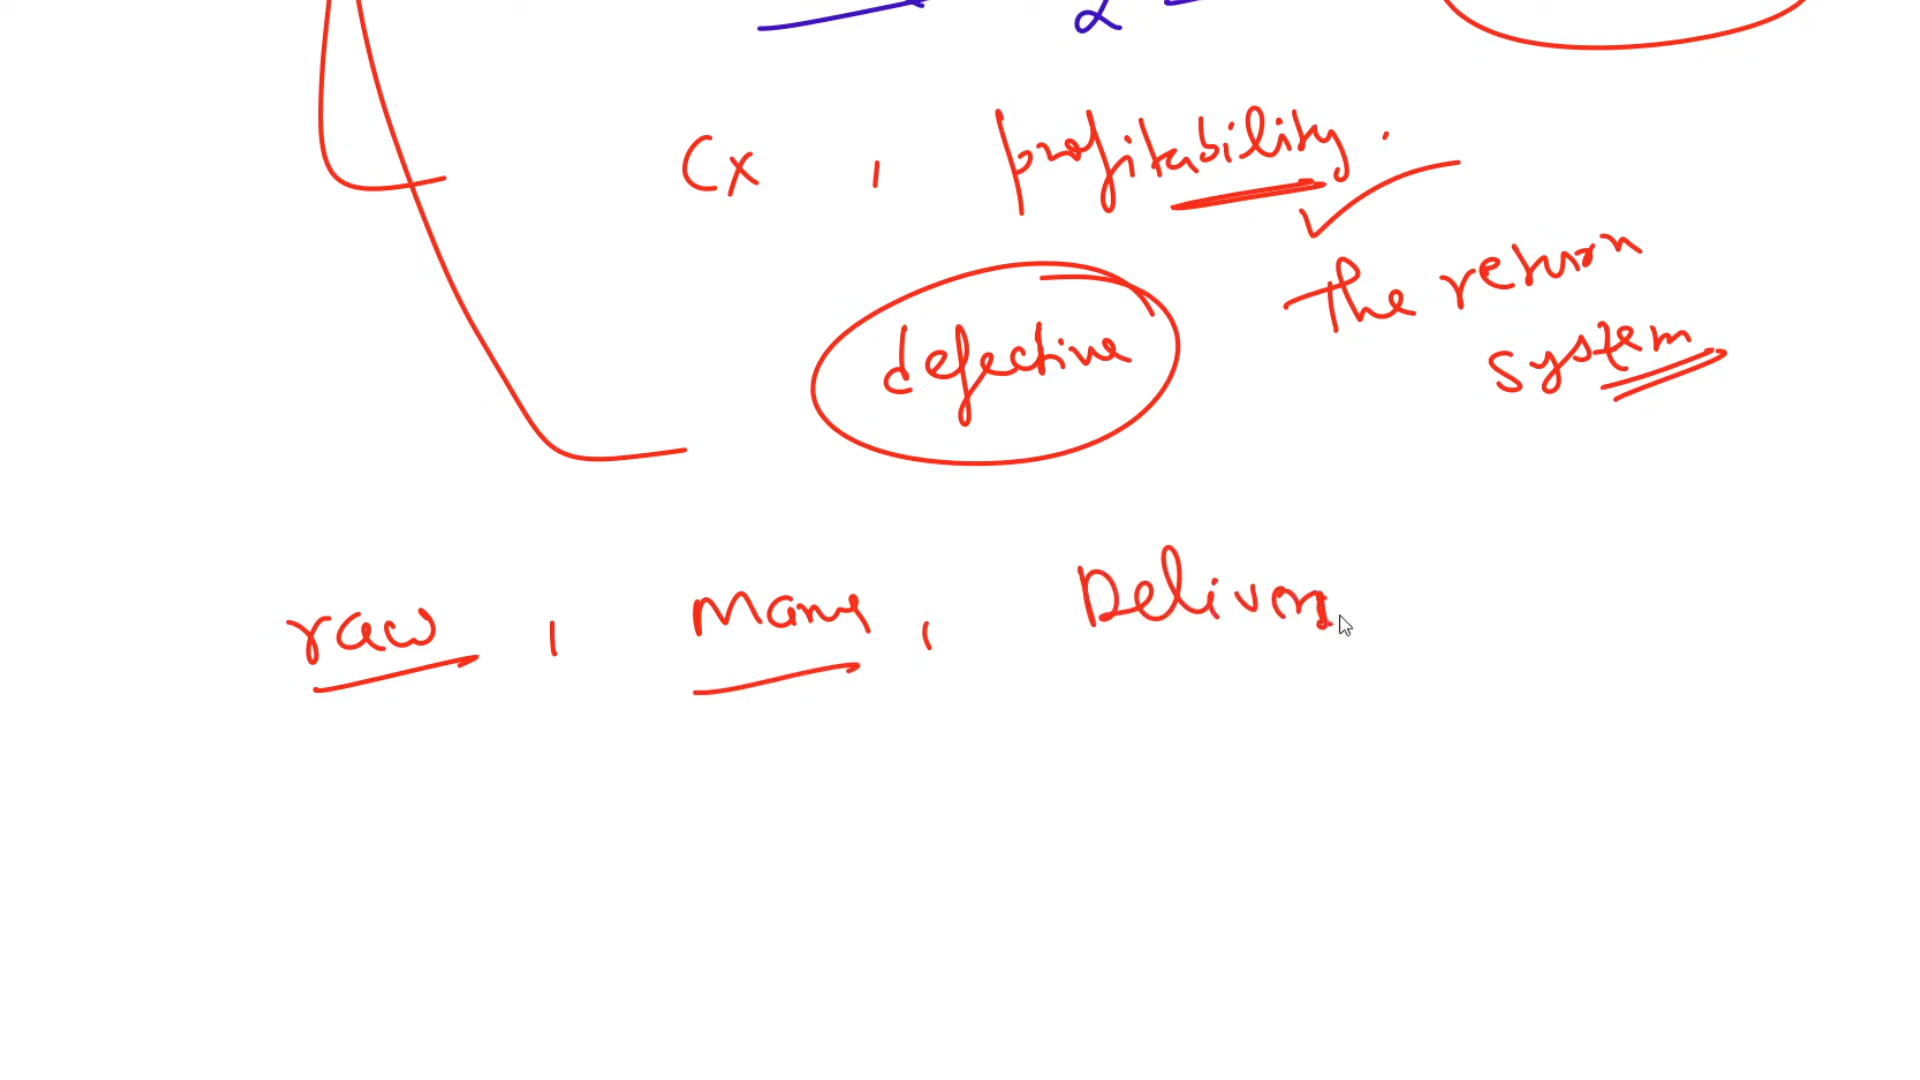 α
Cx , profitability.
The return
system
defective
raw , Manu , Delivery